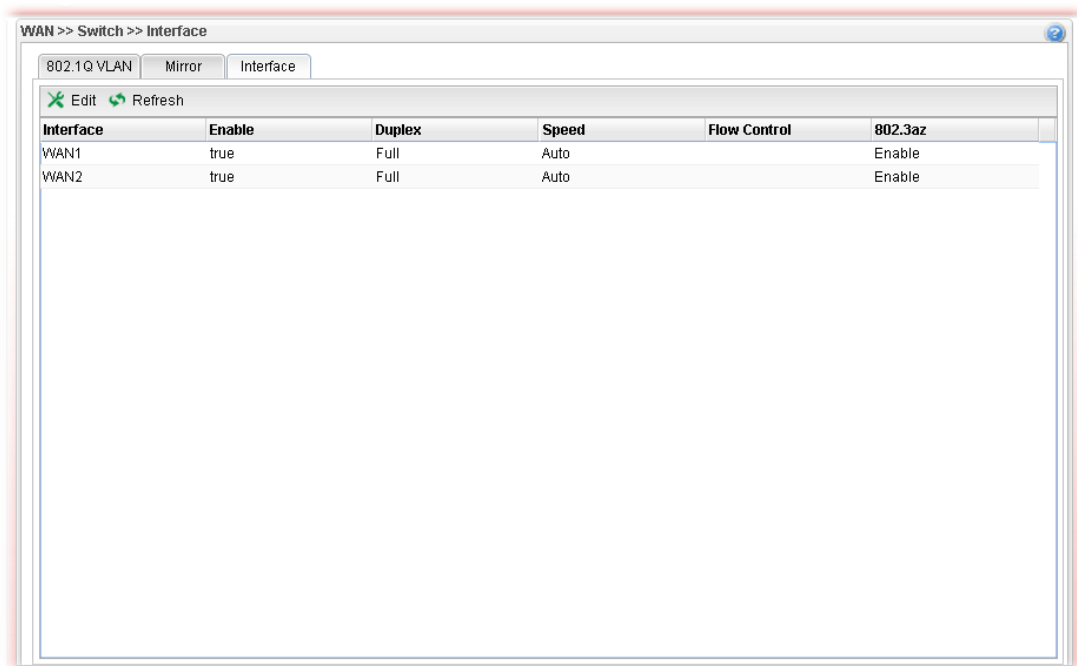 WAN >> Switch >> Interface
802.1Q VLAN Mirror Interface
Edit Refresh
Interface Enable Duplex Speed Flow Control 802.3az
WAN1 true Full Auto Enable
WAN2 true Full Auto Enable